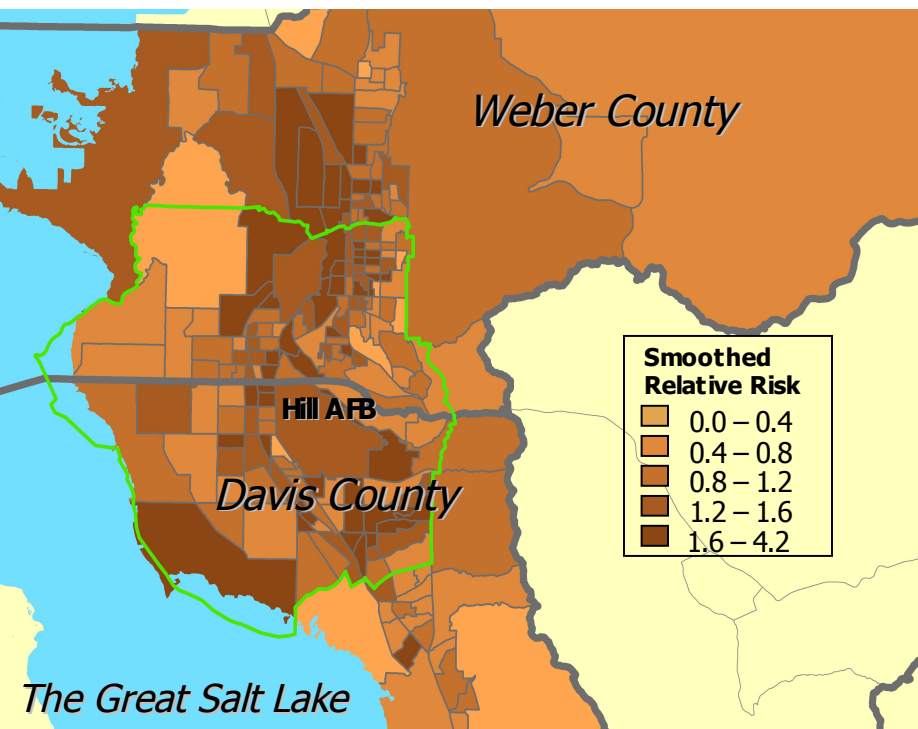 Weber County
Smoothed
Relative Risk
0.0 – 0.4
0.4 – 0.8
0.8 – 1.2
1.2 – 1.6
1.6 – 4.2
Hill AFB
Davis County
The Great Salt Lake